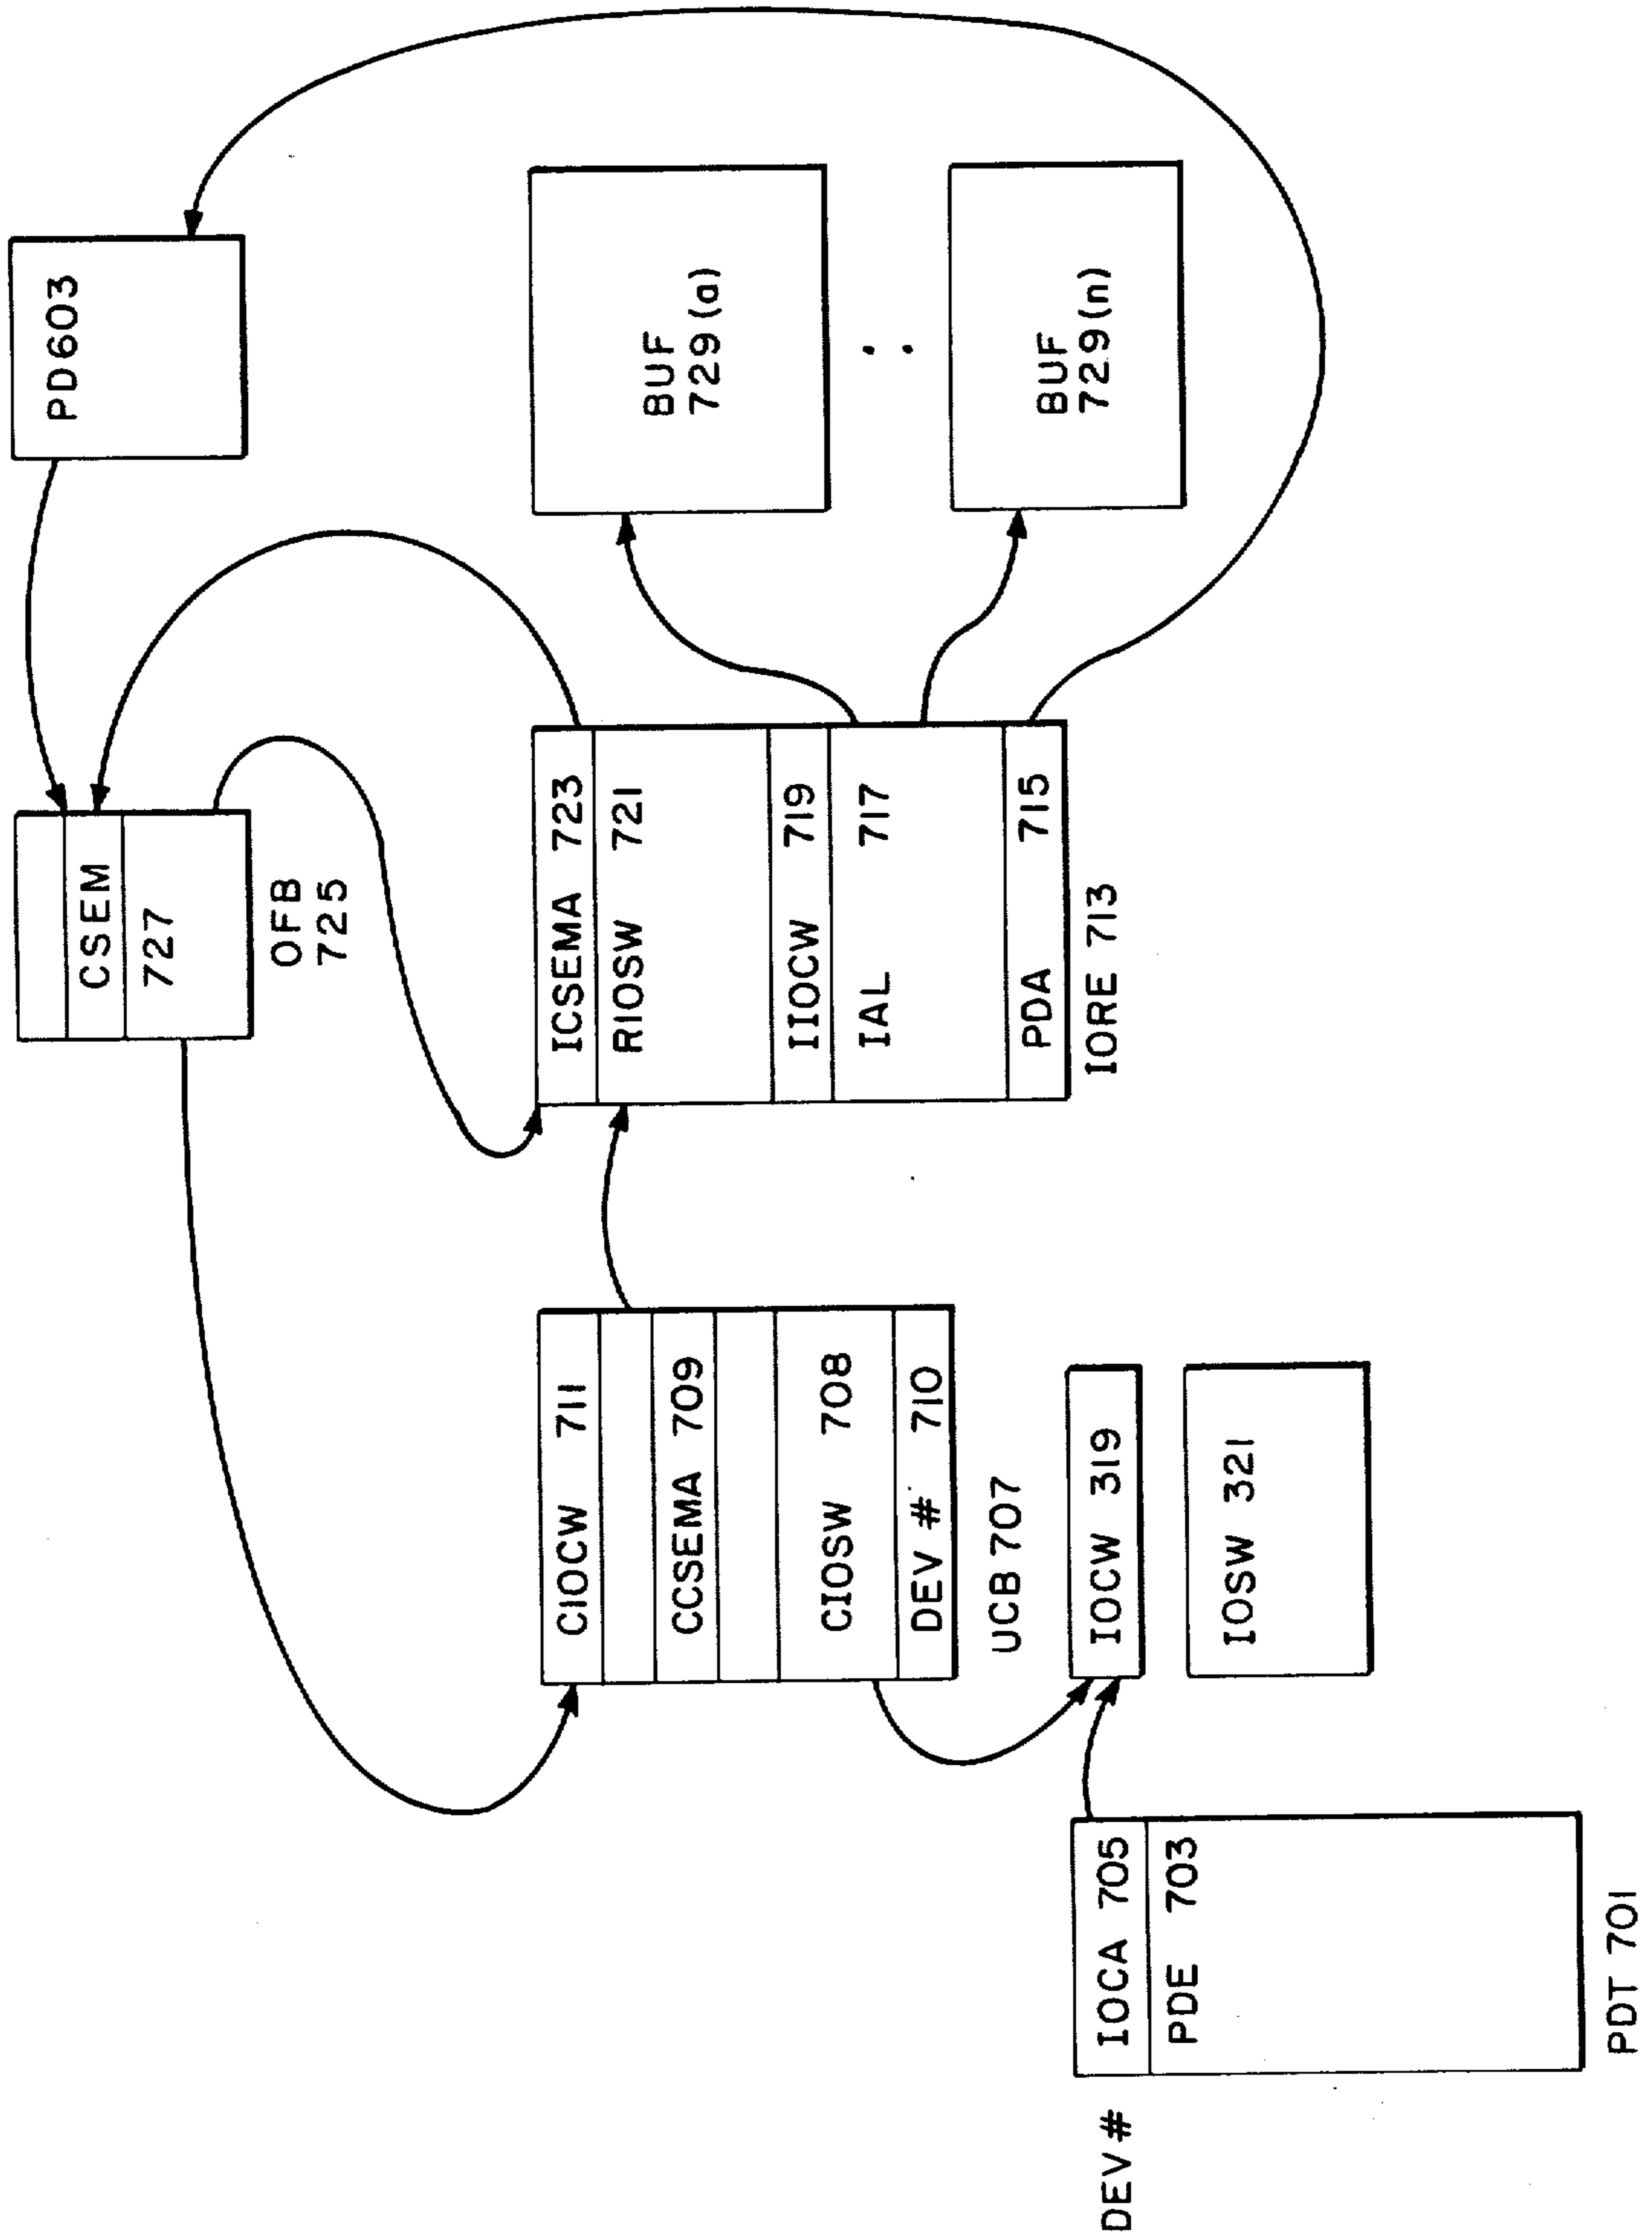 PD603
CSEM
727
OFB
725
BUF
729(a)
BUF
729(n)
ICSEMA 723
RIOSW 721
IIOCW 719
IAL 717
PDA 715
IORE 713
CIOCW 711
CCSEMA 709
CIOSW 708
DEV # 710
UCB 707
IOCW 319
IOSW 321
DEV #
IOCA 705
PDE 703
PDT 701